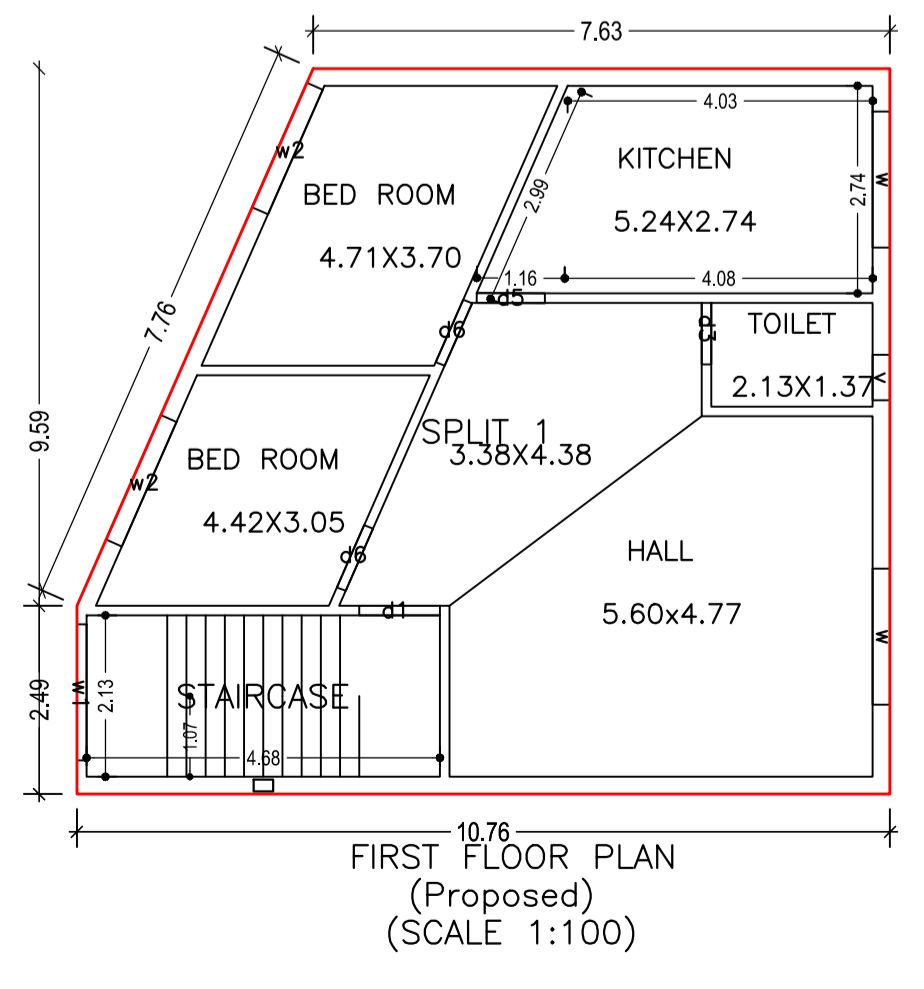 7.63
4.03
w2
KITCHEN
w
BED ROOM
2.99
2.74
5.24X2.74
4.71X3.70
1.16
4.08
d5
7.76
d6
d3
TOILET
2.13X1.37
V
9.59
SPLIT 1
3.38X4.38
BED ROOM
w2
4.42X3.05
d6
HALL
5.60x4.77
d1
w
w1
2.49
2.13
STAIRCASE
1.07
4.68
10.76
FIRST FLOOR PLAN
(Proposed)
(SCALE 1:100)